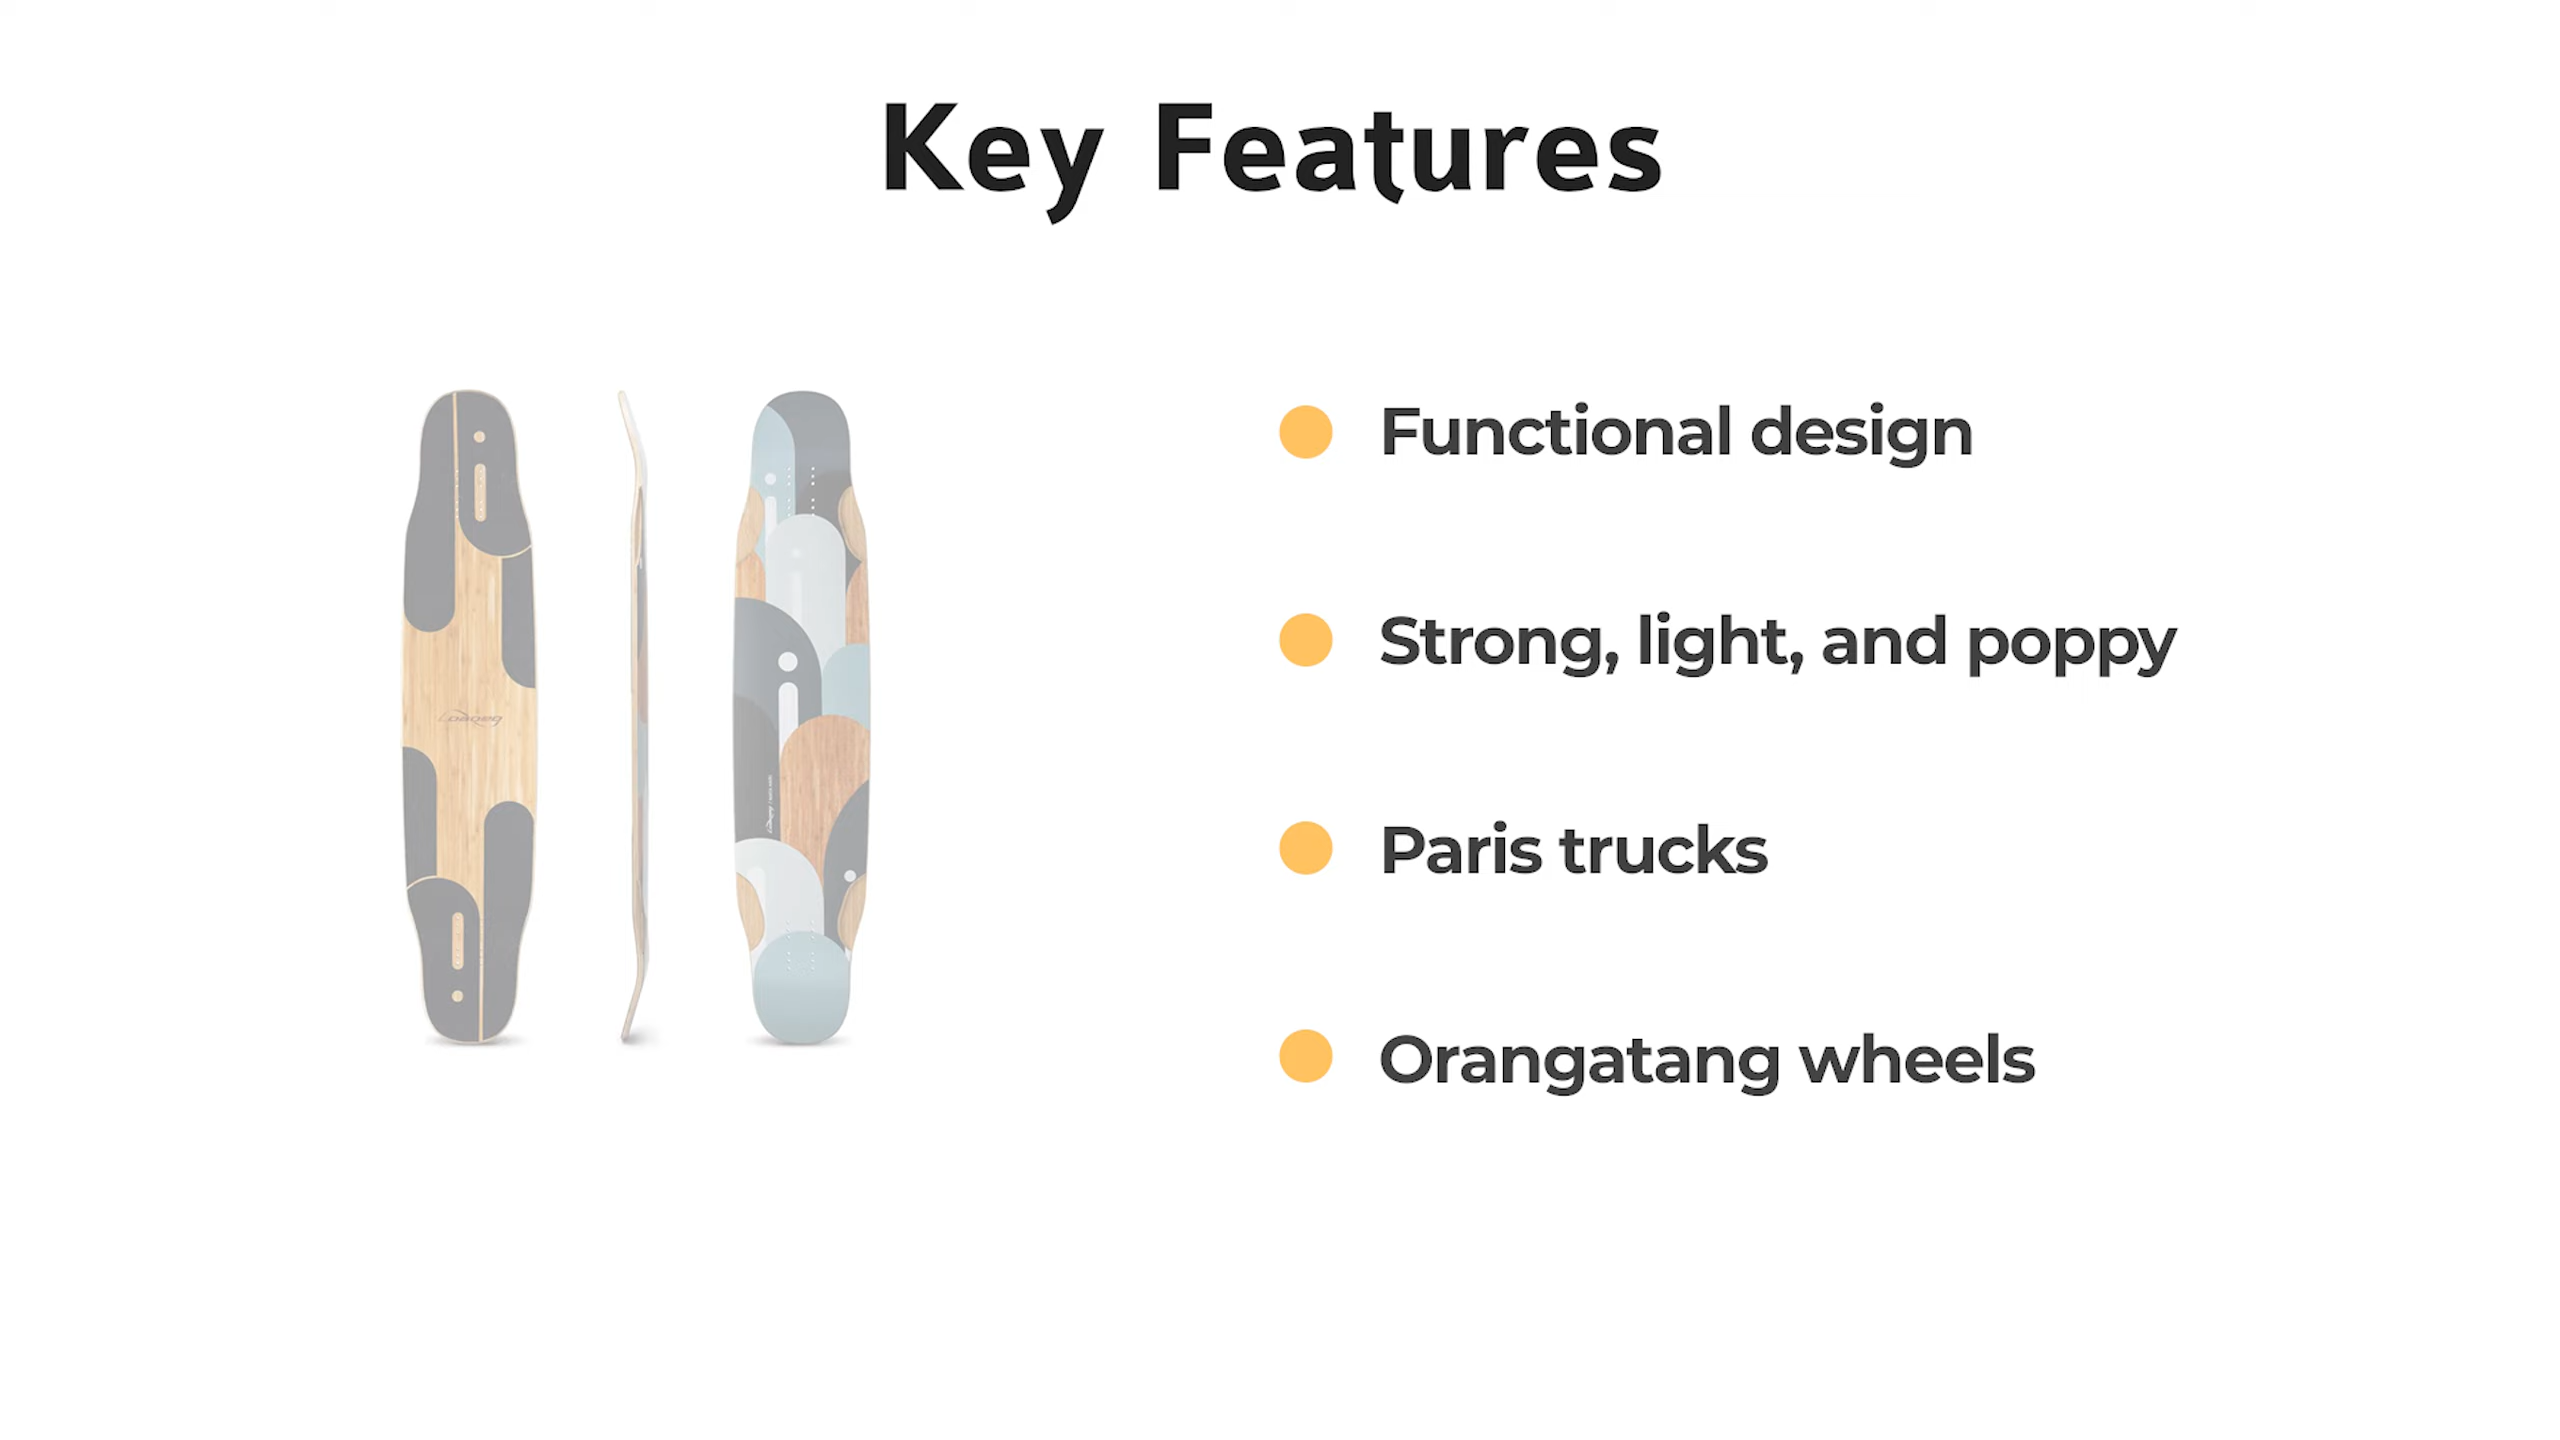 Key Features
Functional design
Strong, light, and poppy
Paris trucks
Orangatang wheels